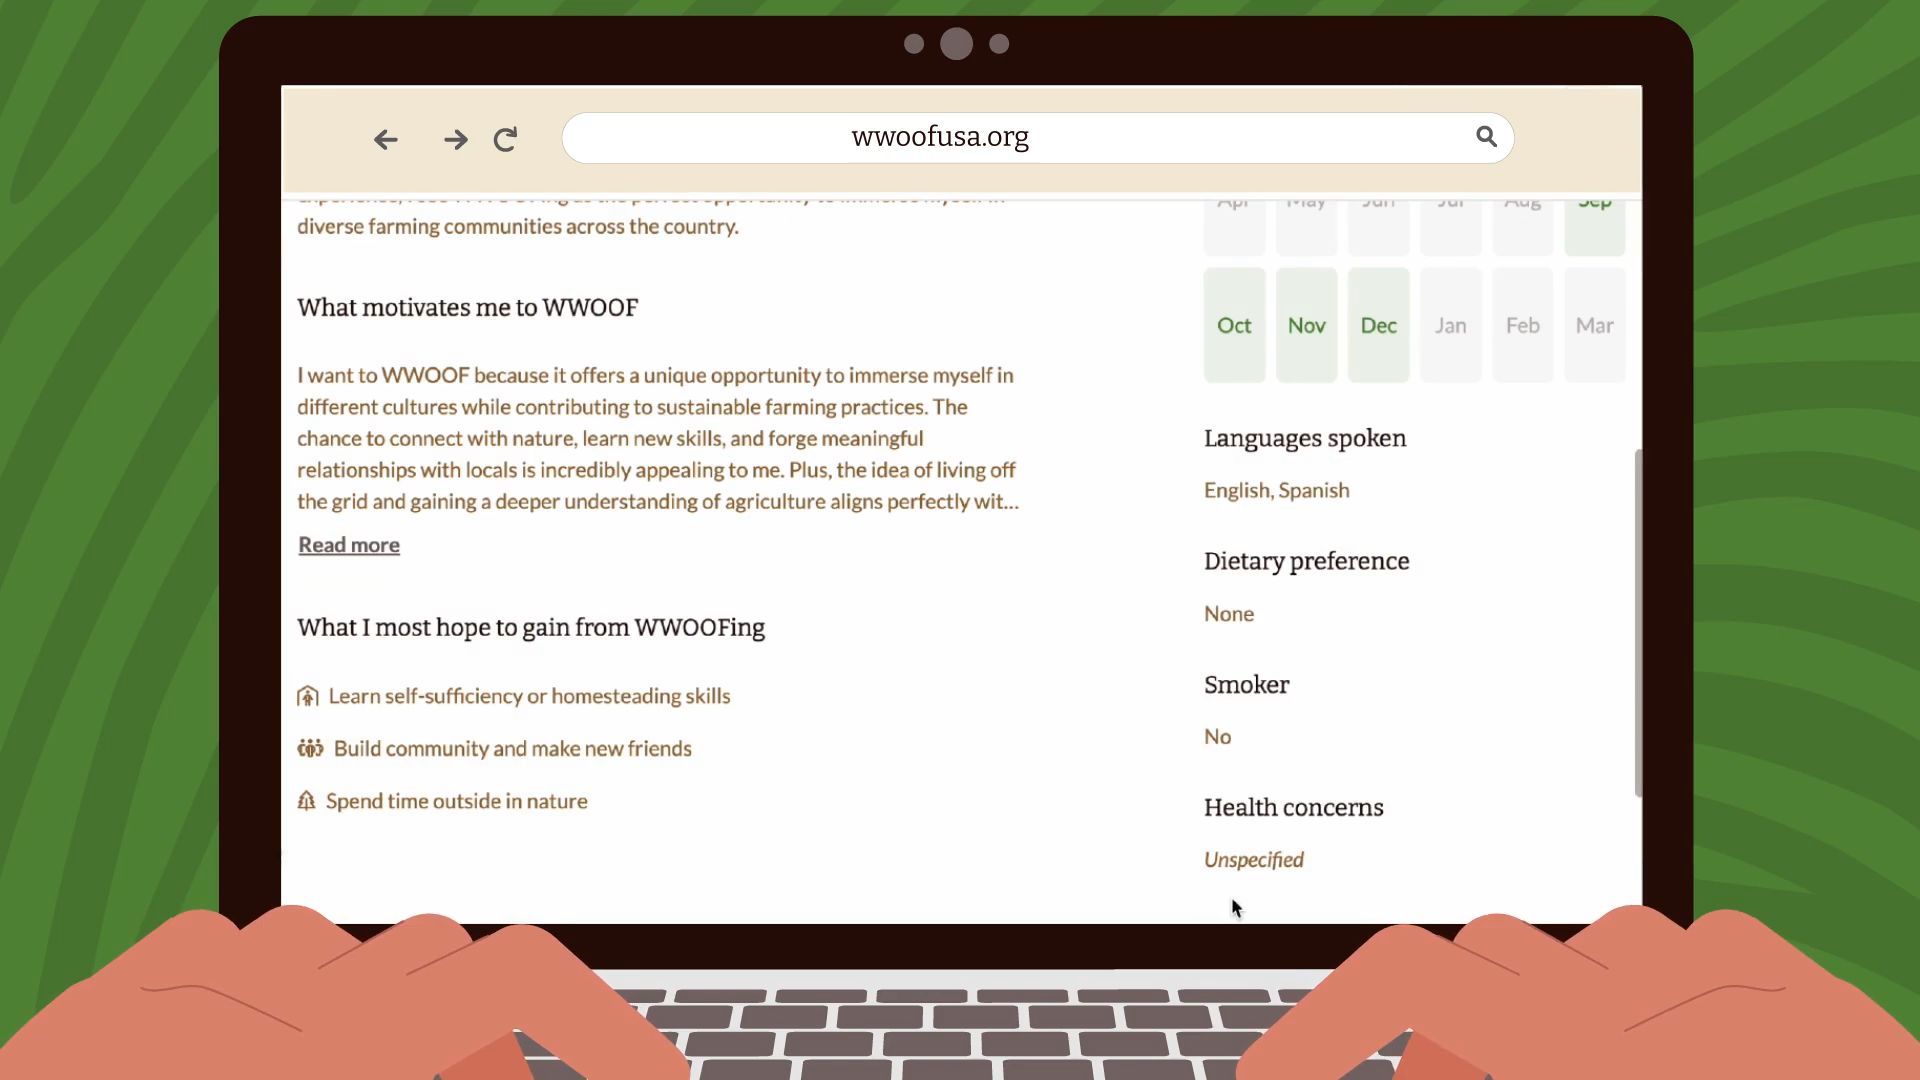 wwoofusa.org
diverse farming communities across the country.
What motivates me to WWOOF
I want to WWOOF because it offers a unique opportunity to immerse myself in
different cultures while contributing to sustainable farming practices. The
chance to connect with nature, learn new skills, and forge meaningful
relationships with locals is incredibly appealing to me. Plus, the idea of living off
the grid and gaining a deeper understanding of agriculture aligns perfectly wit...
Read more
What I most hope to gain from WWOOFing
Learn self-sufficiency or homesteading skills
Build community and make new friends
Spend time outside in nature
Apr May Jun Jul Aug Sep
Oct Nov Dec Jan Feb Mar
Languages spoken
English, Spanish
Dietary preference
None
Smoker
No
Health concerns
Unspecified